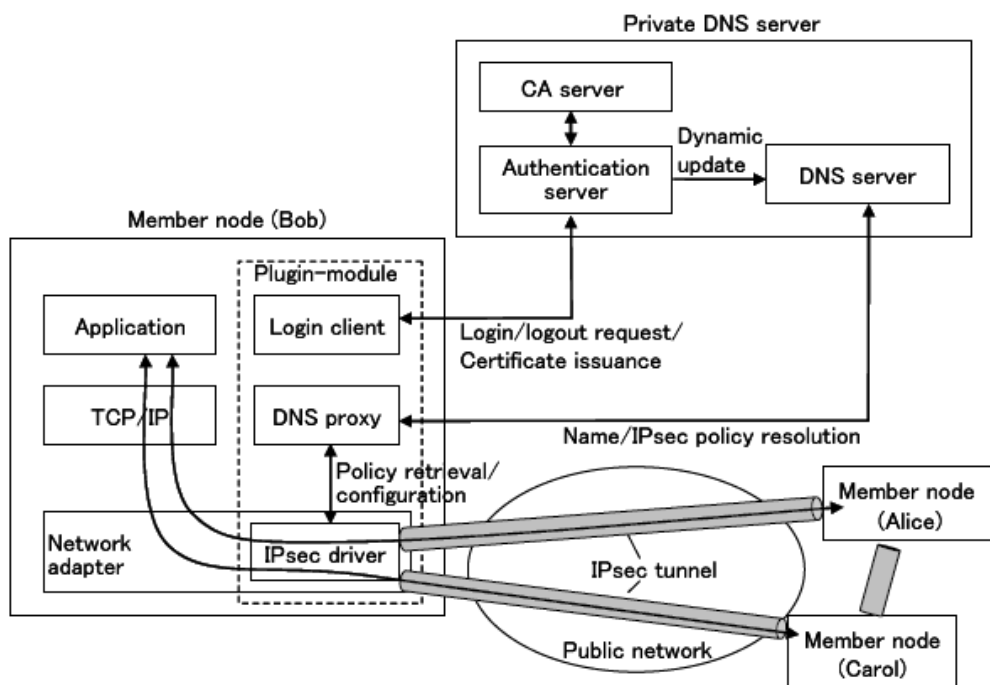 Private DNS server
CA server
Dynamic
update
Authentication
server
DNS server
Member node (Bob)
Plugin-module
Application
Login client
Login/logout request/
Certificate issuance
TCP/IP
DNS proxy
Name/IPsec policy resolution
Policy retrieval/
configuration
Network
adapter
IPsec driver
IPsec tunnel
Public network
Member node
(Alice)
Member node
(Carol)